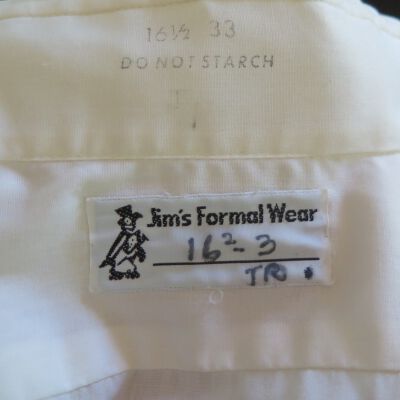 16½ 33
DO NOT STARCH
Jim's Formal Wear
16²-3